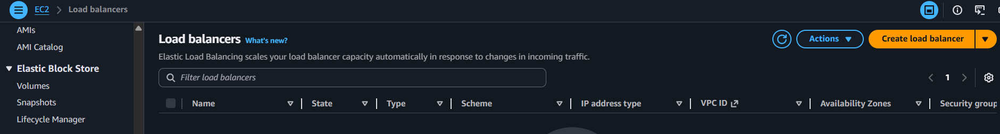 EC2 > Load balancers
AMIs
AMI Catalog
Elastic Block Store
Volumes
Snapshots
Lifecycle Manager
Load balancers What's new?
Actions
Create load balancer
Elastic Load Balancing scales your load balancer capacity automatically in response to changes in incoming traffic.
Filter load balancers
1
Name State Type Scheme IP address type VPC ID Availability Zones Security group